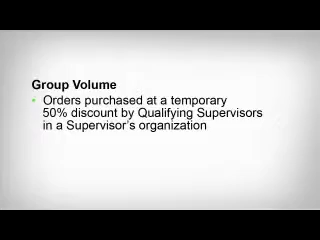 Group Volume
• Orders purchased at a temporary
50% discount by Qualifying Supervisors
in a Supervisor's organization